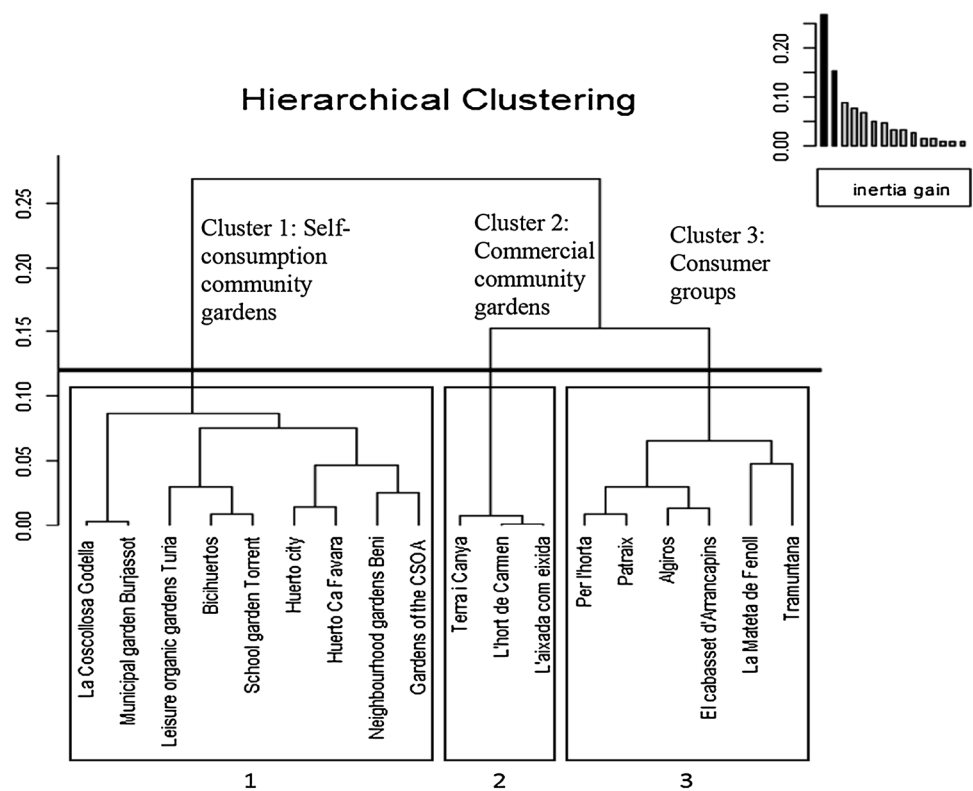 0.20
0.10
0.00
inertia gain
Hierarchical Clustering
0.25
0.20
0.15
0.10
0.05
0.00
Cluster 1: Self-
consumption
community
gardens
Cluster 2:
Commercial
community
gardens
Cluster 3:
Consumer
groups
La Coscollosa Godella
Municipal garden Burjassot
Leisure organic gardens Turia
Bicihuertos
School garden Torrent
Huerto city
Huerto Ca Favara
Neighbourhood gardens Beni
Gardens of the CSOA
Terra i Canya
L'hort de Carmen
L'aixada com eixida
Per l'horta
Patraix
Algiros
El cabasset d'Arrancapins
La Mateta de Fenoll
Tramuntana
1
2
3